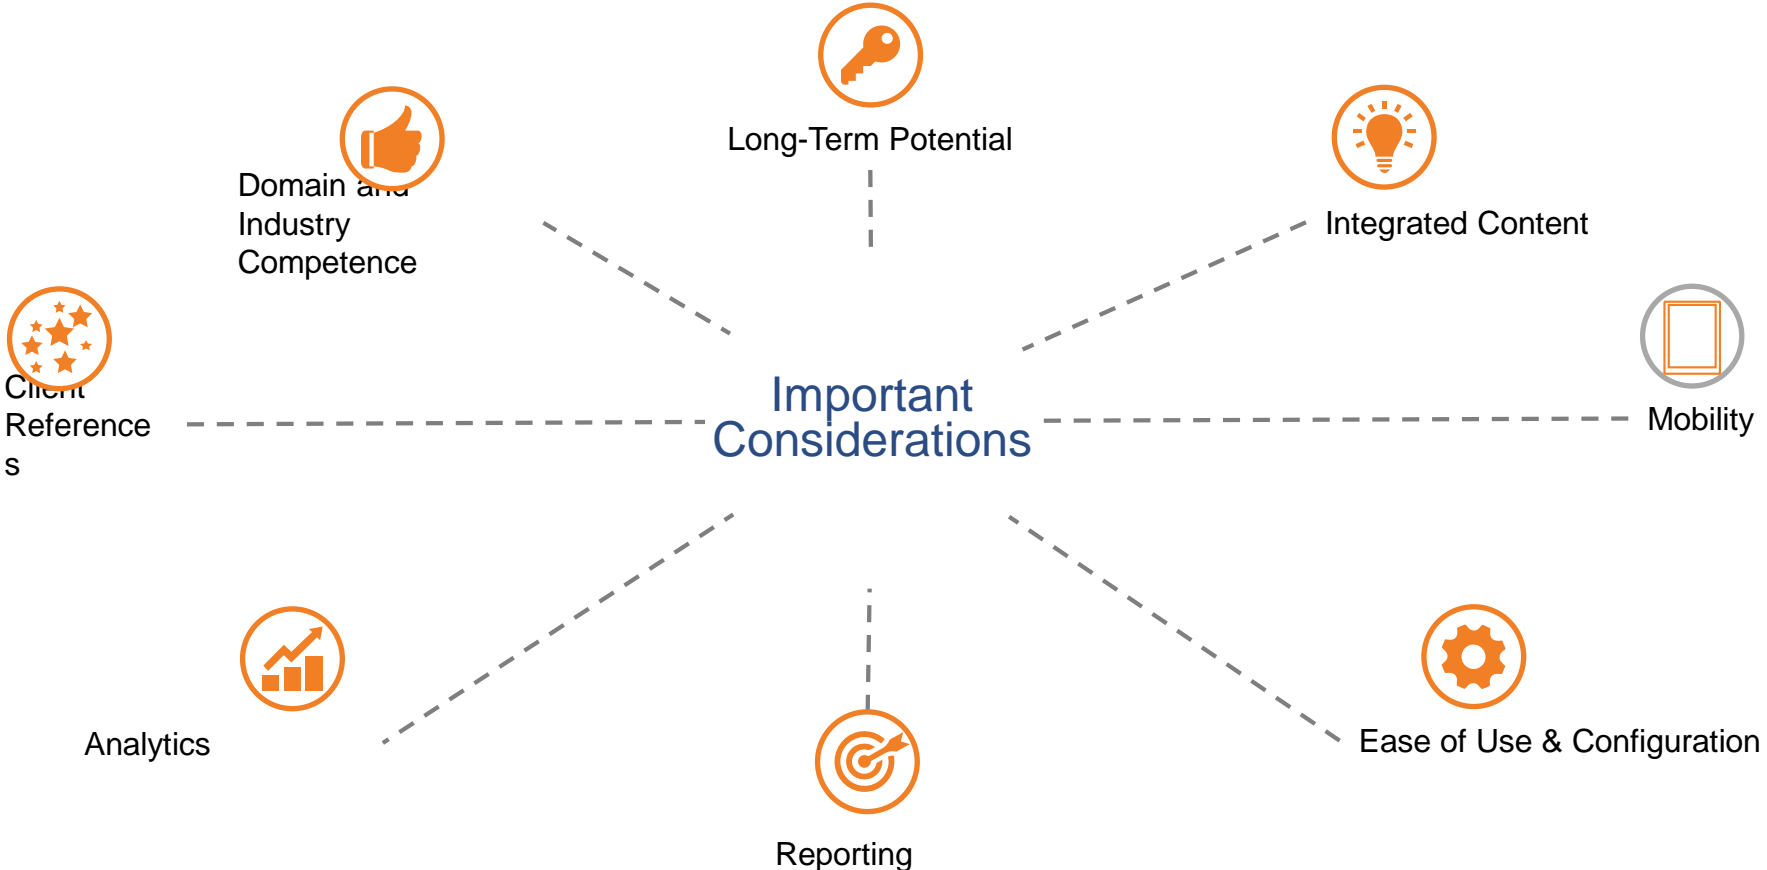 Long-Term Potential
Domain and
Industry
Competence
Integrated Content
Client
Reference
s
Important
Considerations
Mobility
Analytics
Ease of Use & Configuration
Reporting